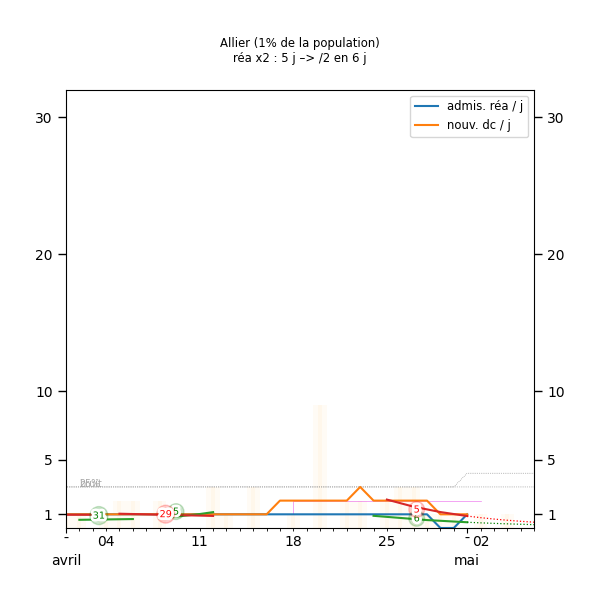 Allier (1% de la population)
réa x2 : 5 j –> /2 en 6 j
admis. réa / j
nouv. dc / j
30 30
20 20
10 10
5 5
31 29 6 5 6
1 1
- 04 11 18 25 - 02
avril mai